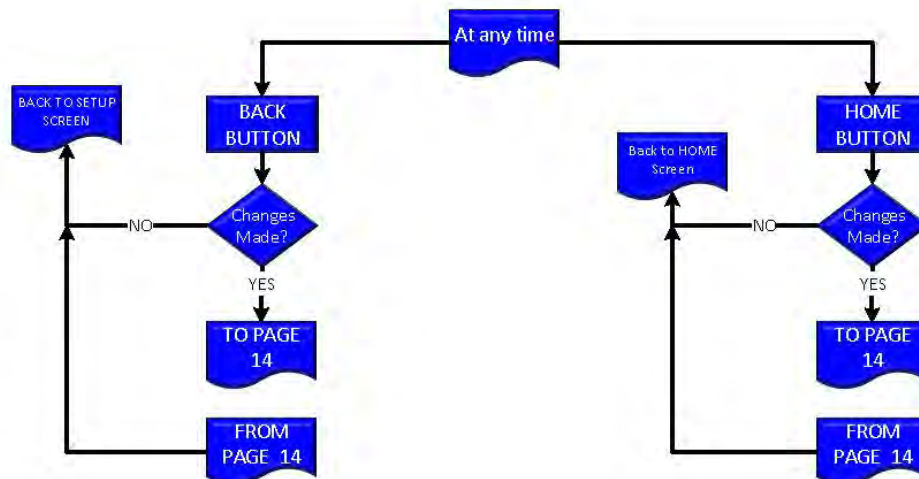 At any time
BACK TO SETUP
SCREEN
BACK
BUTTON
HOME
BUTTON
Back to HOME
Screen
Changes
Made?
NO
YES
Changes
Made?
NO
YES
TO PAGE
14
TO PAGE
14
FROM
PAGE 14
FROM
PAGE 14